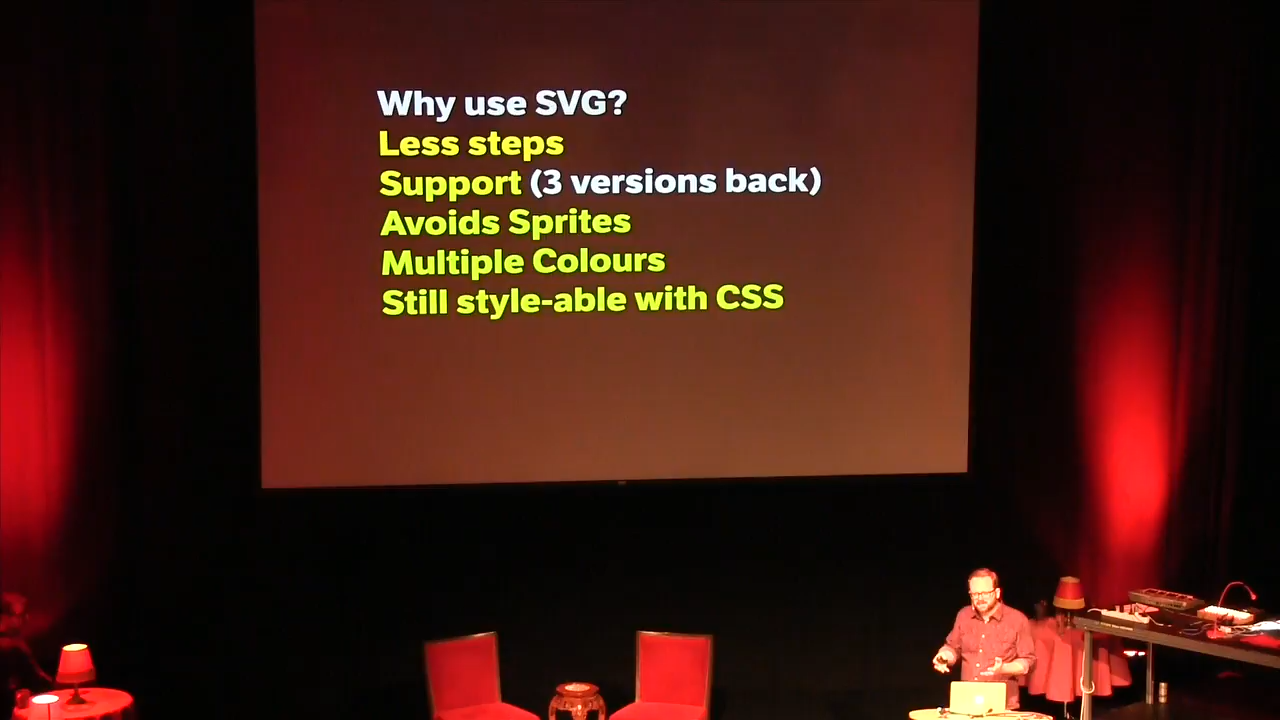 Why use SVG?
Less steps
Support (3 versions back)
Avoids Sprites
Multiple Colours
Still style-able with CSS